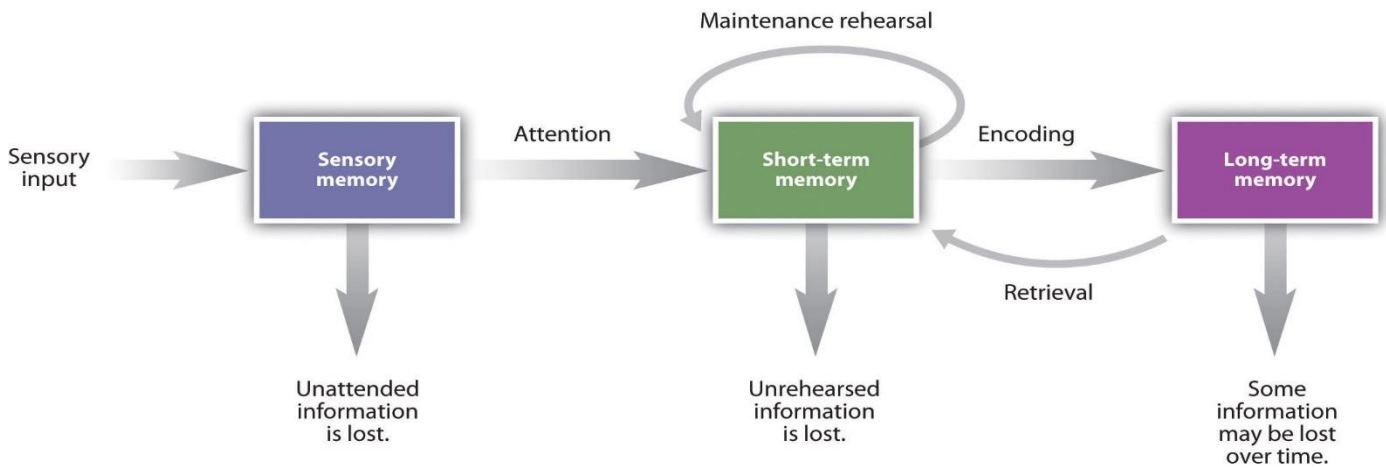 Maintenance rehearsal
Sensory
input
Sensory
memory
Attention
Short-term
memory
Encoding
Long-term
memory
Retrieval
Unattended
information
is lost.
Unrehearsed
information
is lost.
Some
information
may be lost
over time.